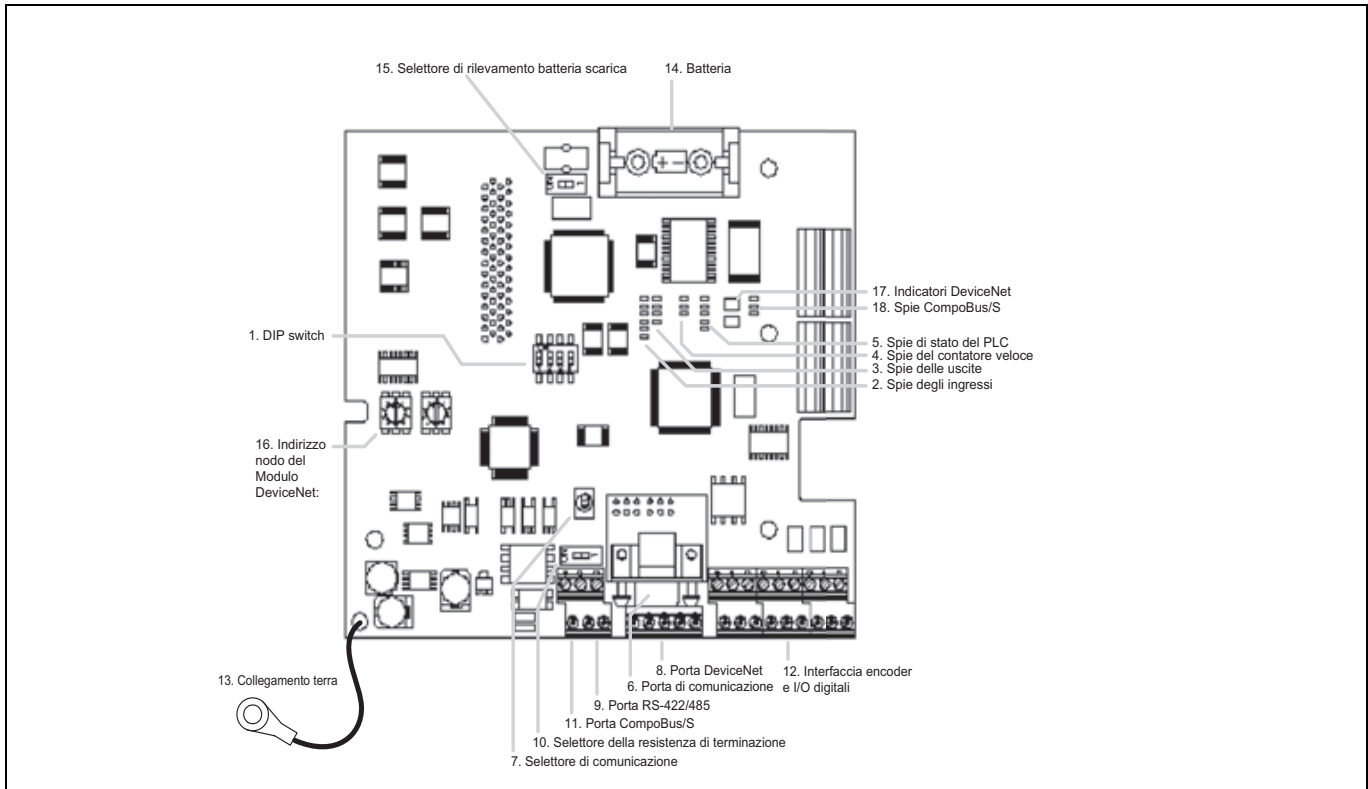 15. Selettore di rilevamento batteria scarica
14. Batteria
17. Indicatori DeviceNet
18. Spie CompoBus/S
1. DIP switch
5. Spie di stato del PLC
4. Spie del contatore veloce
3. Spie delle uscite
2. Spie degli ingressi
16. Indirizzo
nodo del
Modulo
DeviceNet:
8. Porta DeviceNet
12. Interfaccia encoder
e I/O digitali
13. Collegamento terra
6. Porta di comunicazione
9. Porta RS-422/485
11. Porta CompoBus/S
10. Selettore della resistenza di terminazione
7. Selettore di comunicazione